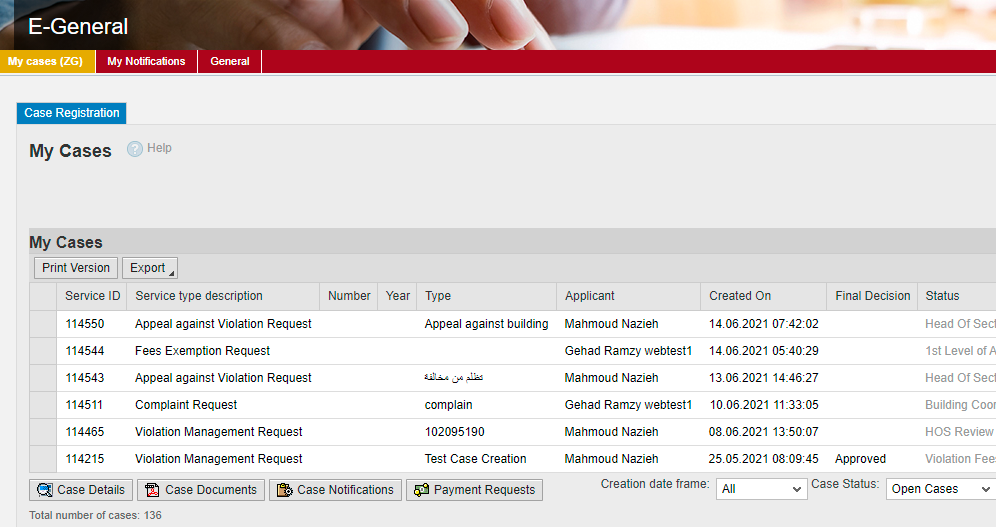 E-General
My cases (ZG) My Notifications General
Case Registration
My Cases ? Help
My Cases
Print Version Export
Service ID Service type description Number Year Type Applicant Created On Final Decision Status
114550 Appeal against Violation Request Appeal against building Mahmoud Nazieh 14.06.2021 07:42:02 Head Of Sect
114544 Fees Exemption Request Gehad Ramzy webtest1 14.06.2021 05:40:29 1st Level of A
114543 Appeal against Violation Request تظلم من مخالفة Mahmoud Nazieh 13.06.2021 14:46:27 Head Of Sect
114511 Complaint Request complain Gehad Ramzy webtest1 10.06.2021 11:33:05 Building Coor
114465 Violation Management Request 102095190 Mahmoud Nazieh 08.06.2021 13:50:07 HOS Review
114215 Violation Management Request Test Case Creation Mahmoud Nazieh 25.05.2021 08:09:45 Approved Violation Fees
Case Details Case Documents Case Notifications Payment Requests Creation date frame: All Case Status: Open Cases
Total number of cases: 136